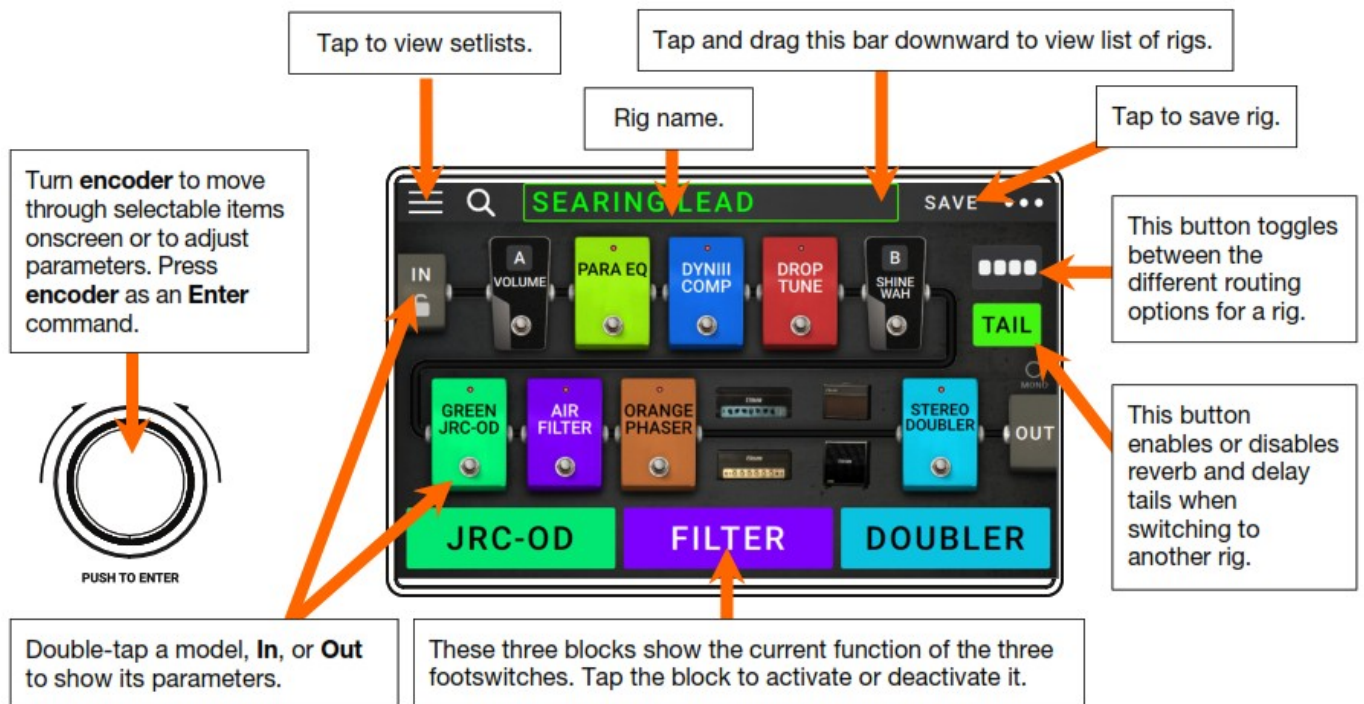 Tap to view setlists.
Tap and drag this bar downward to view list of rigs.
Rig name.
Tap to save rig.
Turn encoder to move
through selectable items
onscreen or to adjust
parameters. Press
encoder as an Enter
command.
SEARING LEAD
SAVE
This button toggles
between the
different routing
options for a rig.
IN
A
VOLUME
PARA EQ
DYNIII
COMP
DROP
TUNE
B
SHINE
WAH
TAIL
MONO
GREEN
JRC-OD
AIR
FILTER
ORANGE
PHASER
STEREO
DOUBLER
OUT
This button
enables or disables
reverb and delay
tails when
switching to
another rig.
JRC-OD
FILTER
DOUBLER
PUSH TO ENTER
Double-tap a model, In, or Out
to show its parameters.
These three blocks show the current function of the three
footswitches. Tap the block to activate or deactivate it.